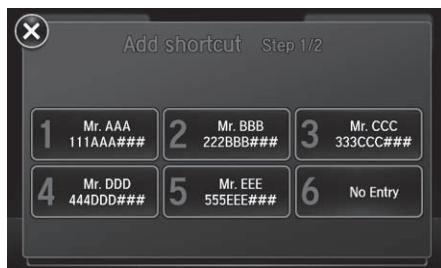 Add shortcut Step 1/2
1 Mr. AAA
111AAA###
2 Mr. BBB
222BBB###
3 Mr. CCC
333CCC###
4 Mr. DDD
444DDD###
5 Mr. EEE
555EEE###
6 No Entry